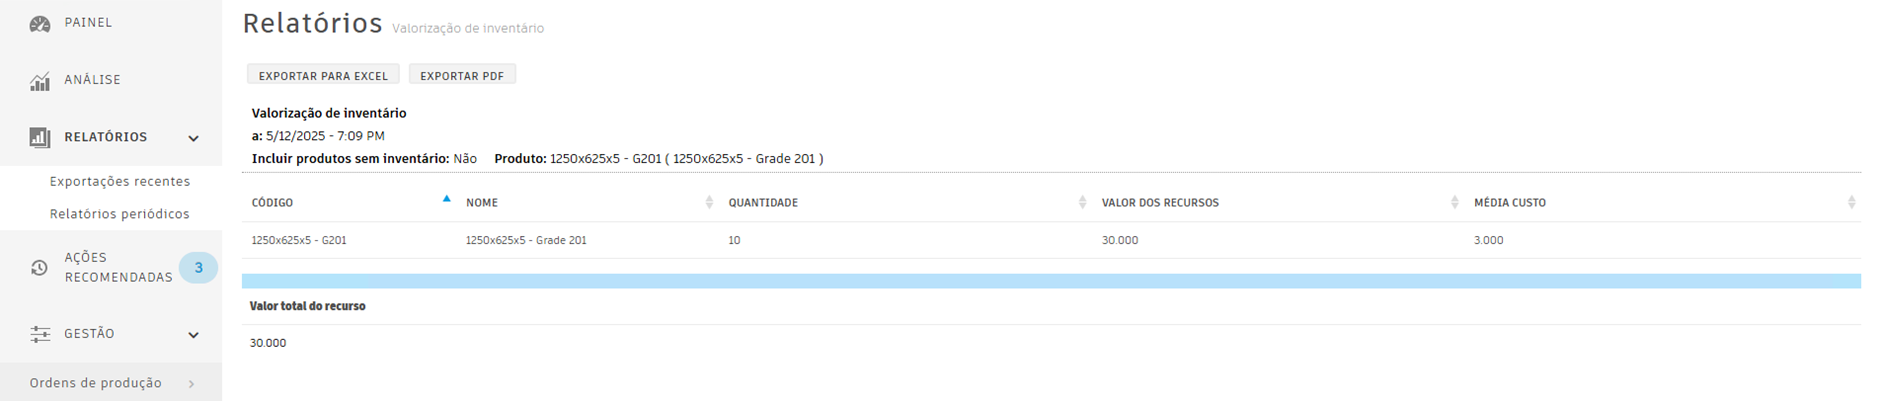 PAINEL
ANÁLISE
RELATÓRIOS
Exportações recentes
Relatórios periódicos
AÇÕES
RECOMENDADAS
3
GESTÃO
Ordens de produção
Relatórios Valorização de inventário
EXPORTAR PARA EXCEL EXPORTAR PDF
Valorização de inventário
a: 5/12/2025 - 7:09 PM
Incluir produtos sem inventário: Não Produto: 1250x625x5 - G201 ( 1250x625x5 - Grade 201 )
CÓDIGO NOME QUANTIDADE VALOR DOS RECURSOS MÉDIA CUSTO
1250x625x5 - G201 1250x625x5 - Grade 201 10 30.000 3.000
Valor total do recurso
30.000